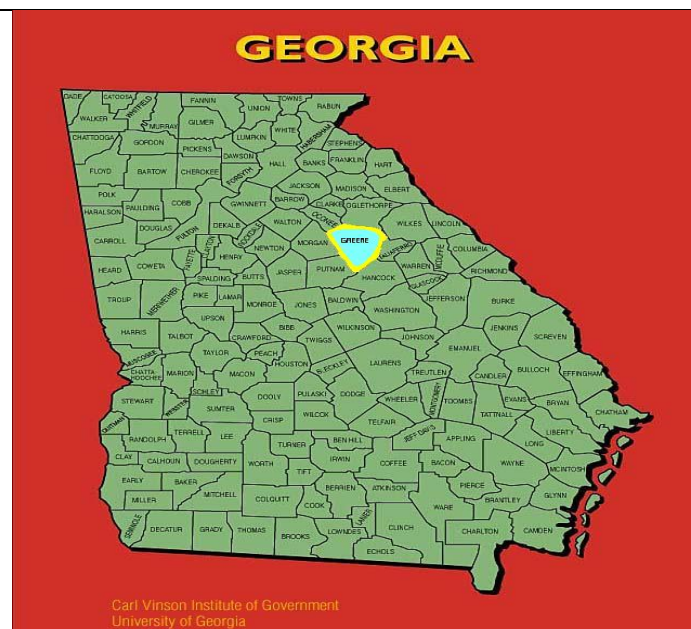 GEORGIA
DADE CATOOSA WHITFIELD FANNIN UNION TOWNS RABUN
WALKER MURRAY GILMER LUMPKIN WHITE HABERSHAM STEPHENS
CHATTOOGA GORDON PICKENS DAWSON HALL BANKS FRANKLIN HART
FLOYD BARTOW CHEROKEE FORSYTH JACKSON MADISON ELBERT
POLK PAULDING COBB GWINNETT BARROW CLARKE OGLETHORPE
HARALSON DOUGLAS FULTON DEKALB ROCKDALE WALTON OCONEE WILKES LINCOLN
CARROLL CLAYTON HENRY NEWTON MORGAN GREENE TALIAFERRO MCDUFFIE COLUMBIA
HEARD COWETA FAYETTE SPALDING BUTTS JASPER PUTNAM HANCOCK WARREN GLASCOCK RICHMOND
TROUP MERIWETHER PIKE LAMAR MONROE JONES BALDWIN WASHINGTON JEFFERSON BURKE
HARRIS TALBOT UPSON CRAWFORD BIBB TWIGGS WILKINSON JOHNSON EMANUEL JENKINS SCREVEN
MUSCOGEE CHATTA-
HOOCHEE MARION TAYLOR MACON PEACH HOUSTON BLECKLEY LAURENS TREUTLEN CANDLER BULLOCH EFFINGHAM
STEWART WEBSTER SCHLEY SUMTER DOOLY PULASKI DODGE WHEELER MONTGOMERY TOOMBS EVANS BRYAN CHATHAM
QUITMAN RANDOLPH TERRELL LEE CRISP WILCOX TELFAIR JEFF DAVIS APPLING TATTNALL LONG LIBERTY
CLAY CALHOUN DOUGHERTY WORTH TURNER BEN HILL IRWIN COFFEE BACON WAYNE MCINTOSH
EARLY BAKER MITCHELL TIFT BERRIEN ATKINSON PIERCE BRANTLEY GLYNN
MILLER COLQUITT COOK LANIER WARE
SEMINOLE DECATUR GRADY THOMAS BROOKS LOWNDES CLINCH CHARLTON CAMDEN
ECHOLS
Carl Vinson Institute of Government
University of Georgia